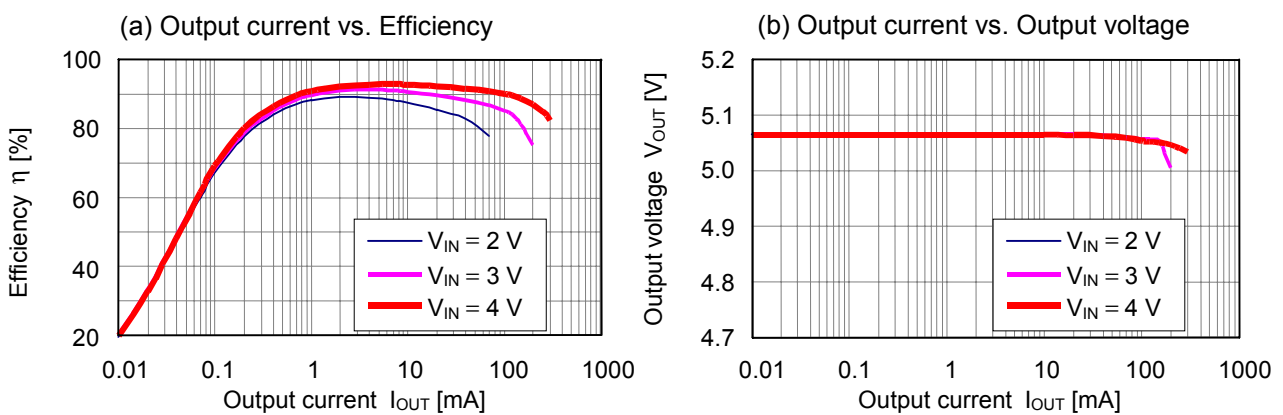 (a) Output current vs. Efficiency
100
80
60
40
20
Efficiency η [%]
0.01 0.1 1 10 100 1000
Output current IOUT [mA]
VIN = 2 V
VIN = 3 V
VIN = 4 V
(b) Output current vs. Output voltage
5.2
5.1
5.0
4.9
4.8
4.7
Output voltage VOUT [V]
0.01 0.1 1 10 100 1000
Output current IOUT [mA]
VIN = 2 V
VIN = 3 V
VIN = 4 V